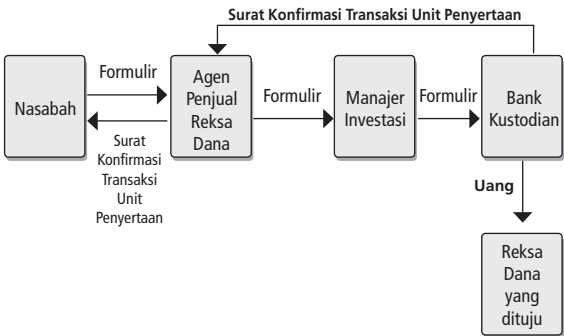 Surat Konfirmasi Transaksi Unit Penyertaan
Nasabah
Formulir
Surat
Konfirmasi
Transaksi
Unit
Penyertaan
Agen
Penjual
Reksa
Dana
Formulir
Manajer
Investasi
Formulir
Bank
Kustodian
Uang
Reksa
Dana
yang
dituju